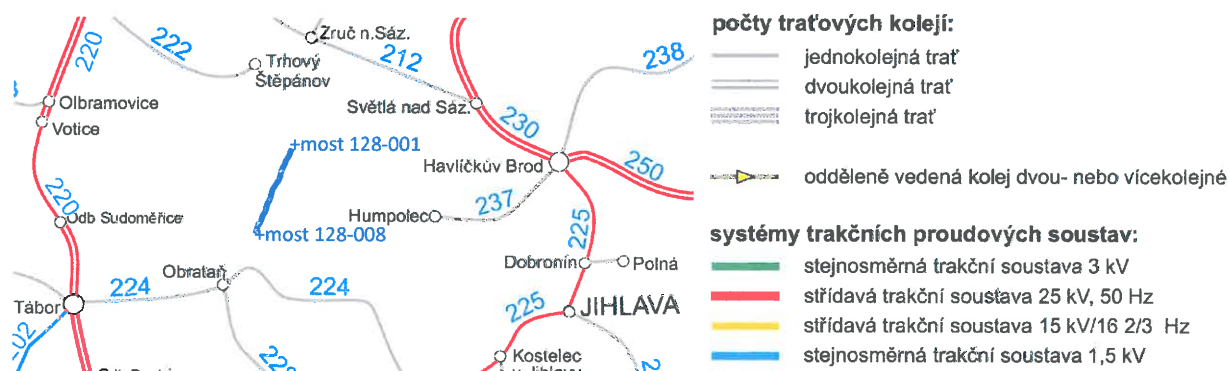 220
222
Zruč n.Sáz.
Trhový
Štěpánov
212
238
Olbramovice
Votice
Světlá nad Sáz.
230
+most 128-001
Havlíčkův Brod
250
220
Odb Sudoměřice
Humpolec
237
225
+most 128-008
Obrataň
Dobronín
Polná
Tábor
224
224
225
JIHLAVA
Kostelec
počty traťových kolejí:
jednokolejná trať
dvoukolejná trať
trojkolejná trať
odděleně vedená kolej dvou- nebo vícekolejné
systémy trakčních proudových soustav:
stejnosměrná trakční soustava 3 kV
střídavá trakční soustava 25 kV, 50 Hz
střídavá trakční soustava 15 kV/16 2/3 Hz
stejnosměrná trakční soustava 1,5 kV